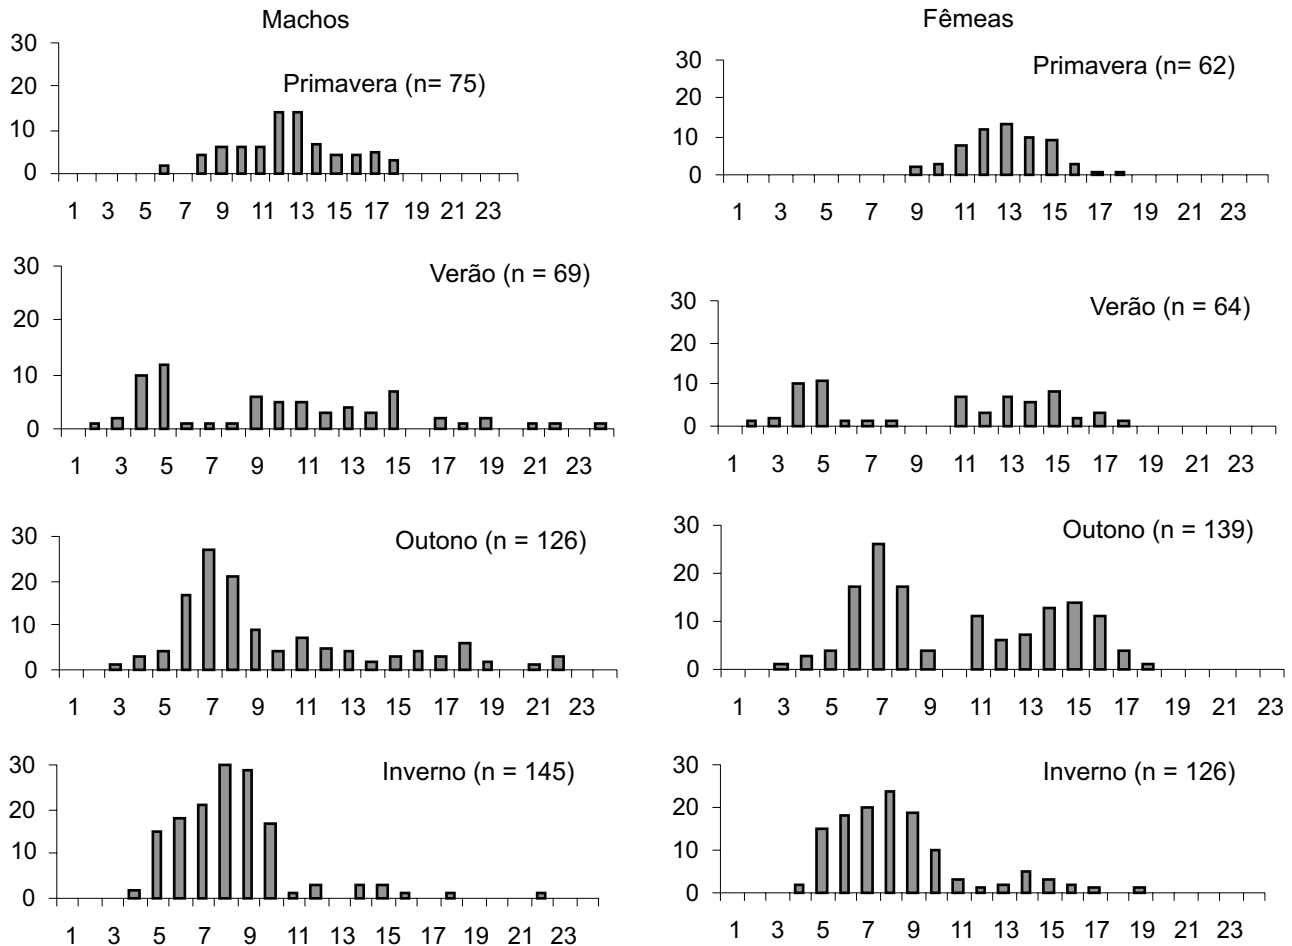 Machos
30
20
10
0
Primavera (n= 75)
1 3 5 7 9 11 13 15 17 19 21 23
30
20
10
0
Verão (n = 69)
1 3 5 7 9 11 13 15 17 19 21 23
30
20
10
0
Outono (n = 126)
1 3 5 7 9 11 13 15 17 19 21 23
30
20
10
0
Inverno (n = 145)
1 3 5 7 9 11 13 15 17 19 21 23
Fêmeas
30
20
10
0
Primavera (n= 62)
1 3 5 7 9 11 13 15 17 19 21 23
30
20
10
0
Verão (n = 64)
1 3 5 7 9 11 13 15 17 19 21 23
30
20
10
0
Outono (n = 139)
1 3 5 7 9 11 13 15 17 19 21 23
30
20
10
0
Inverno (n = 126)
1 3 5 7 9 11 13 15 17 19 21 23